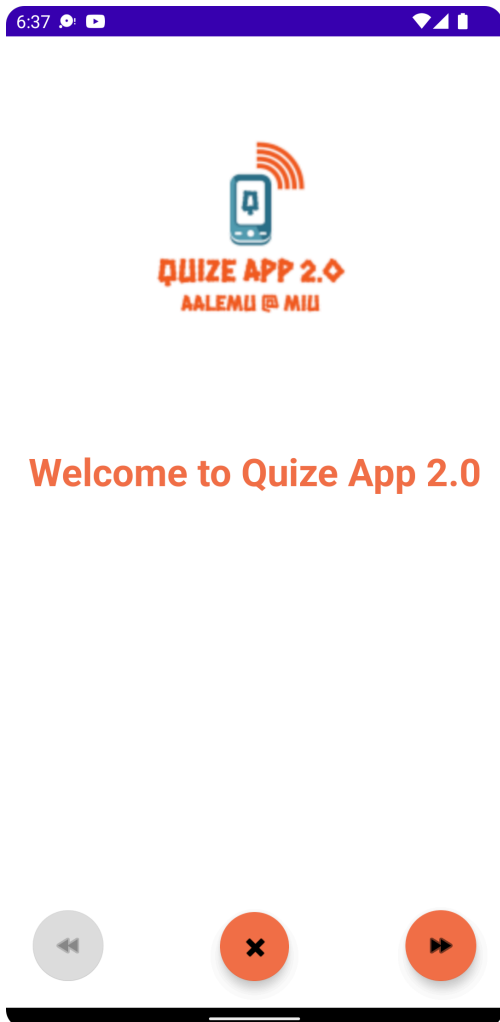 6:37
Q
QUIZE APP 2.0
AALEMU @ MIU
Welcome to Quize App 2.0